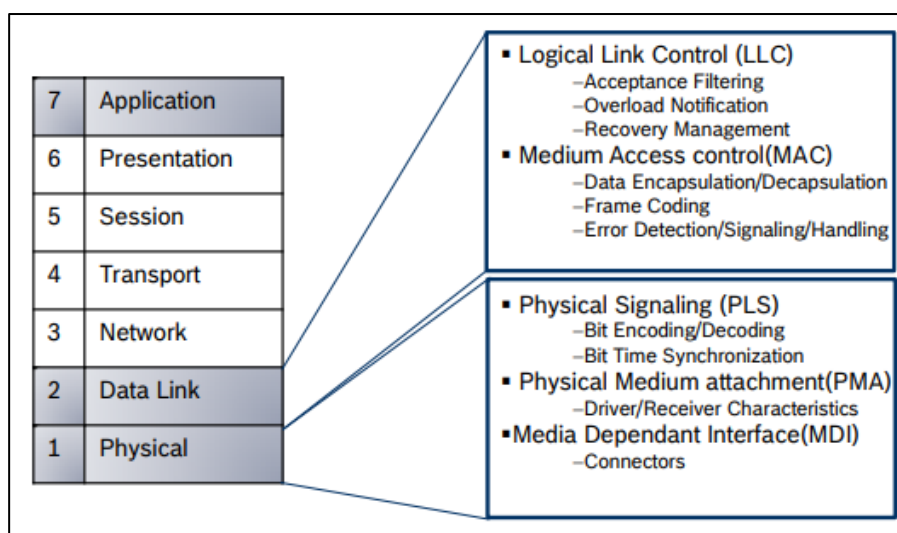 7 Application
6 Presentation
5 Session
4 Transport
3 Network
2 Data Link
1 Physical
▪ Logical Link Control (LLC)
–Acceptance Filtering
–Overload Notification
–Recovery Management
▪ Medium Access control(MAC)
–Data Encapsulation/Decapsulation
–Frame Coding
–Error Detection/Signaling/Handling
▪ Physical Signaling (PLS)
–Bit Encoding/Decoding
–Bit Time Synchronization
▪ Physical Medium attachment(PMA)
–Driver/Receiver Characteristics
▪Media Dependant Interface(MDI)
–Connectors